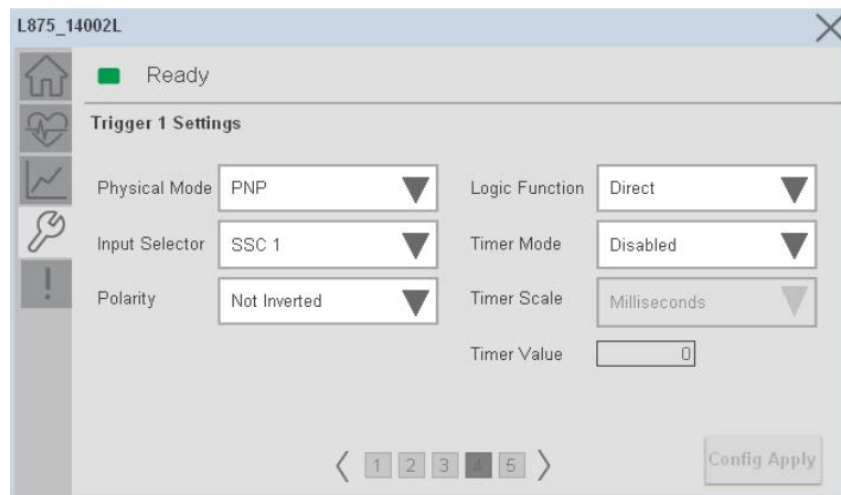 L875_14002L
Ready
Trigger 1 Settings
Physical Mode PNP
Input Selector SSC 1
Polarity Not Inverted
Logic Function Direct
Timer Mode Disabled
Timer Scale Milliseconds
Timer Value 0
1 2 3 4 5
Config Apply